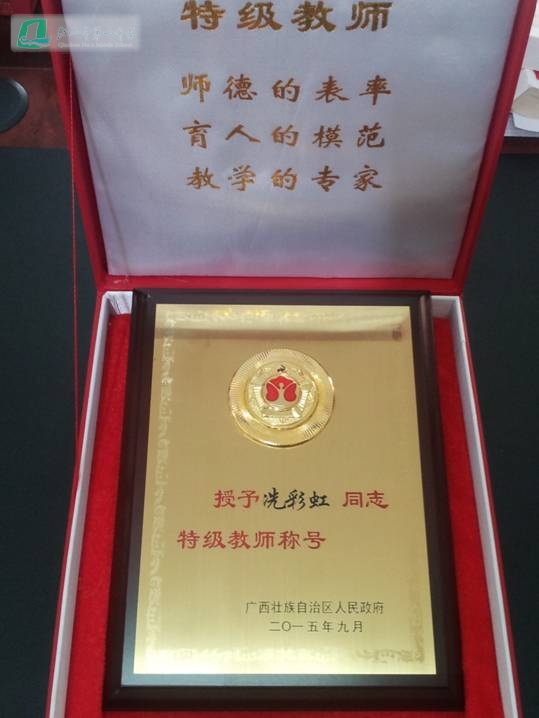 特级教师
师德的表率
育人的模范
教学的专家
授予冼彩虹同志
特级教师称号
广西壮族自治区人民政府
二〇一五年九月